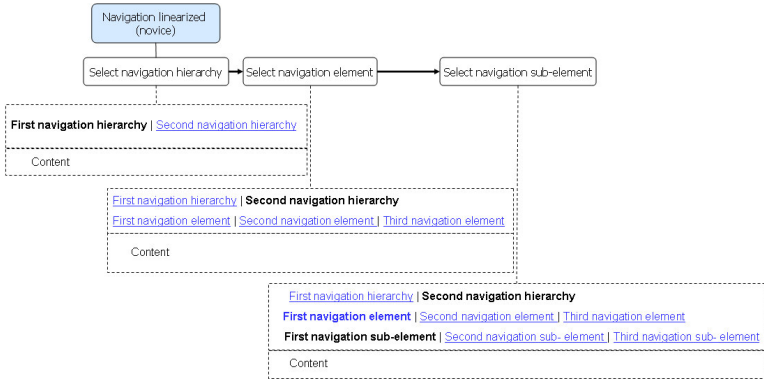 Navigation linearized
(novice)
Select navigation hierarchy
Select navigation element
Select navigation sub-element
First navigation hierarchy | Second navigation hierarchy
Content
First navigation hierarchy | Second navigation hierarchy
First navigation element | Second navigation element | Third navigation element
Content
First navigation hierarchy | Second navigation hierarchy
First navigation element | Second navigation element | Third navigation element
First navigation sub-element | Second navigation sub- element | Third navigation sub- element
Content